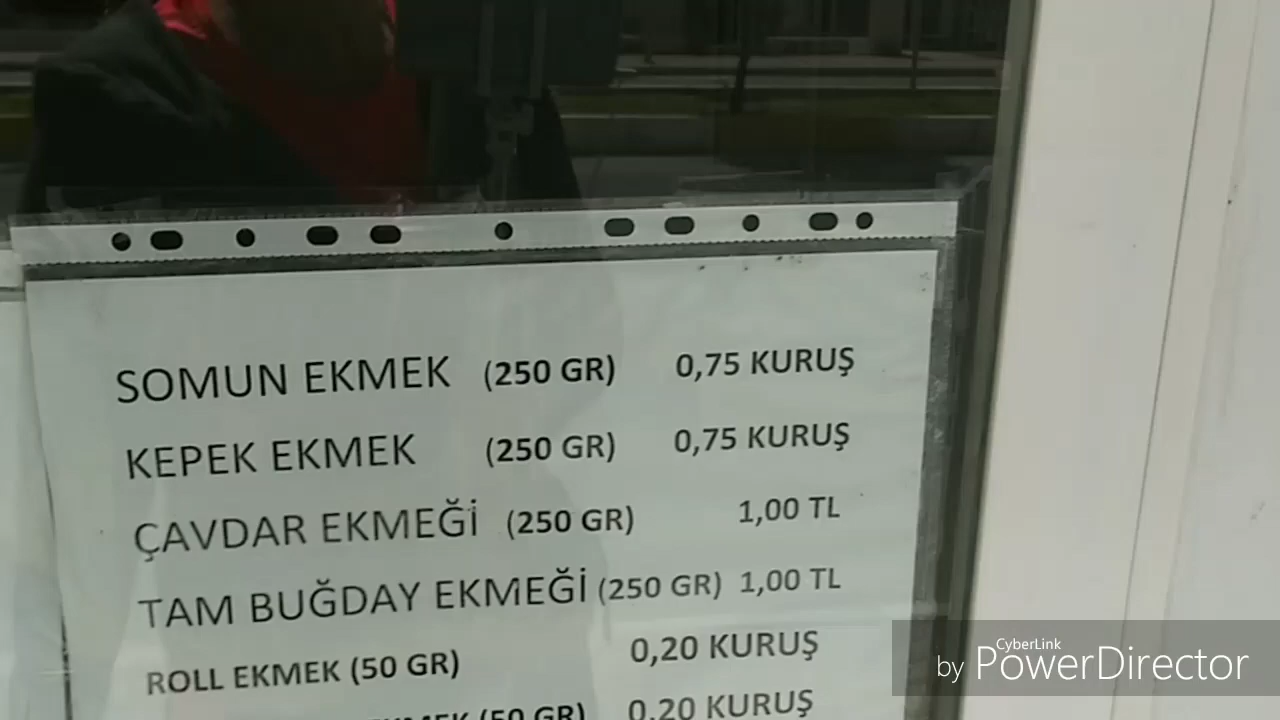 SOMUN EKMEK (250 GR) 0,75 KURUŞ
KEPEK EKMEK (250 GR) 0,75 KURUŞ
ÇAVDAR EKMEĞİ (250 GR) 1,00 TL
TAM BUĞDAY EKMEĞİ (250 GR) 1,00 TL
ROLL EKMEK (50 GR) 0,20 KURUŞ
EKMEK (50 GR) 0,20 KURUŞ
CyberLink
by PowerDirector